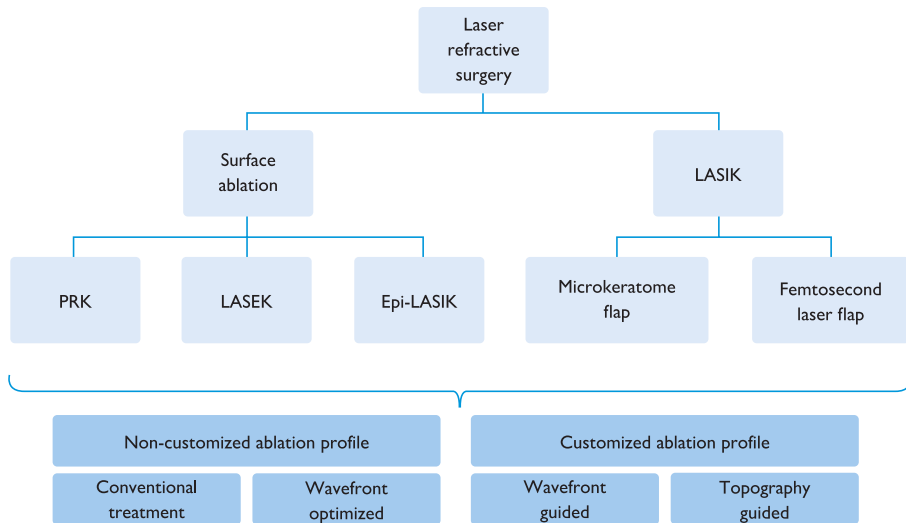 Laser
refractive
surgery
Surface
ablation
LASIK
PRK
LASEK
Epi-LASIK
Microkeratome
flap
Femtosecond
laser flap
Non-customized ablation profile
Customized ablation profile
Conventional
treatment
Wavefront
optimized
Wavefront
guided
Topography
guided